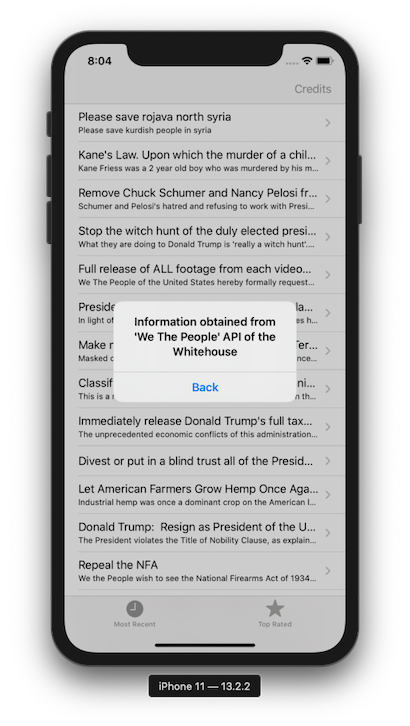 8:04
Credits
Please save rojava north syria
Please save kurdish people in syria
Kane's Law. Upon which the murder of a chil...
Kane Friess was a 2 year old boy who was murdered by his m...
Remove Chuck Schumer and Nancy Pelosi fr...
Schumer and Pelosi's hatred and refusing to work with Presi...
Stop the witch hunt of the duly elected presi...
What they are doing to Donald Trump is 'really a witch hunt'....
Full release of ALL footage from each video...
We The People of the United States hereby formally request...
Preside
la...
In light of
es h...
Information obtained from
'We The People' API of the
Whitehouse
Make n
Ter...
Masked o
nce...
Back
Classif
ni...
This is a r
n th...
Immediately release Donald Trump's full tax...
The unprecedented economic conflicts of this administration...
Divest or put in a blind trust all of the Presid...
Let American Farmers Grow Hemp Once Aga...
Industrial hemp was once a dominant crop on the American l...
Donald Trump: Resign as President of the U...
The President violates the Title of Nobility Clause, as explain...
Repeal the NFA
We the People wish to see the National Firearms Act of 1934...
Most Recent
Top Rated
iPhone 11 — 13.2.2